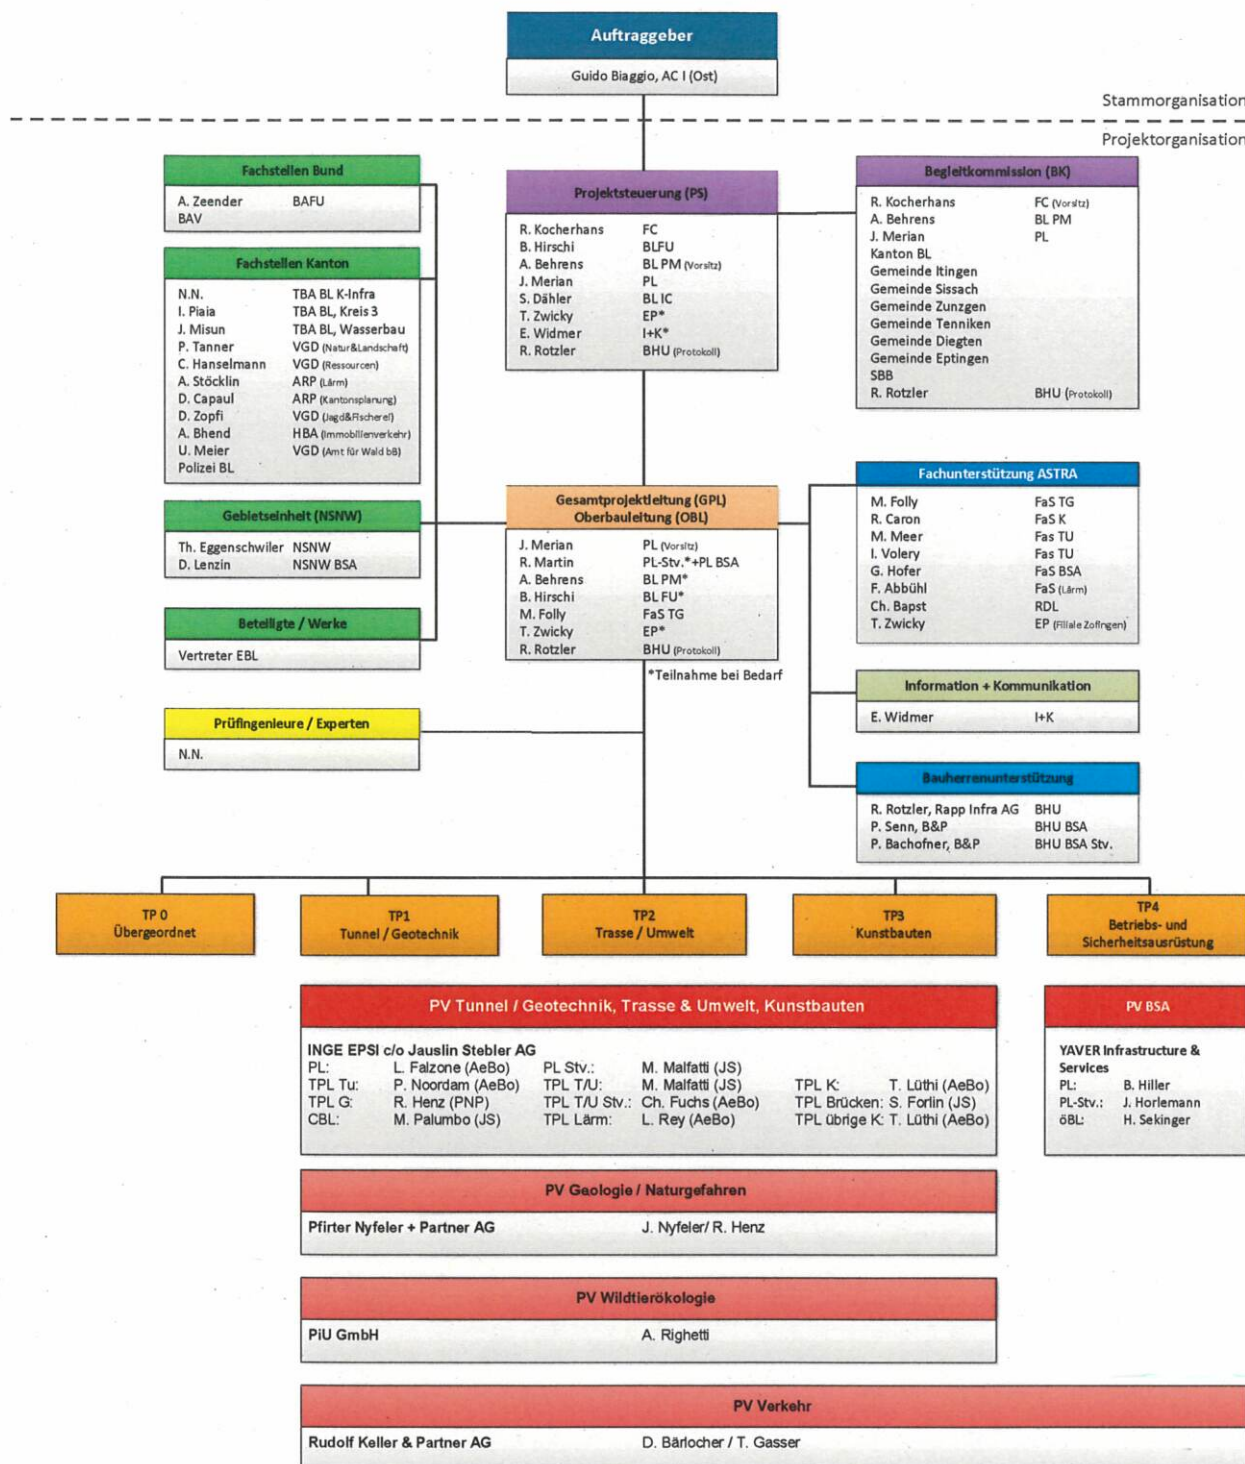 Auftraggeber
Guido Biaggio, AC I (Ost)
Stammorganisation
Projektorganisation
Fachstellen Bund
A. Zeender BAFU
BAV
Fachstellen Kanton
N.N. TBA BL K-Infra
I. Piaia TBA BL, Kreis 3
J. Misun TBA BL, Wasserbau
P. Tanner VGD (Natur&Landschaft)
C. Hanselmann VGD (Ressourcen)
A. Stöcklin ARP (Lärm)
D. Capaul ARP (Kantonsplanung)
D. Zopfi VGD (Jagd&Fischerei)
A. Bhend HBA (Immobilienverkehr)
U. Meier VGD (Amt für Wald bB)
Polizei BL
Gebietseinheit (NSNW)
Th. Eggenschwiler NSNW
D. Lenzin NSNW BSA
Beteiligte / Werke
Vertreter EBL
Prüfingenieure / Experten
N.N.
Projektsteuerung (PS)
R. Kocherhans FC
B. Hirschi BLFU
A. Behrens BL PM (Vorsitz)
J. Merian PL
S. Dähler BL IC
T. Zwicky EP*
E. Widmer I+K*
R. Rotzler BHU (Protokoll)
Gesamtprojektleitung (GPL)
Oberbauleitung (OBL)
J. Merian PL (Vorsitz)
R. Martin PL-Stv.*+PL BSA
A. Behrens BL PM*
B. Hirschi BL FU*
M. Folly FaS TG
T. Zwicky EP*
R. Rotzler BHU (Protokoll)
*Teilnahme bei Bedarf
Begleitkommission (BK)
R. Kocherhans FC (Vorsitz)
A. Behrens BL PM
J. Merian PL
Kanton BL
Gemeinde Itingen
Gemeinde Sissach
Gemeinde Zunzgen
Gemeinde Tenniken
Gemeinde Diegten
Gemeinde Eptingen
SBB
R. Rotzler BHU (Protokoll)
Fachunterstützung ASTRA
M. Folly FaS TG
R. Caron FaS K
M. Meer Fas TU
I. Volery Fas TU
G. Hofer FaS BSA
F. Abbühl FaS (Lärm)
Ch. Bapst RDL
T. Zwicky EP (Filiale Zofingen)
Information + Kommunikation
E. Widmer I+K
Bauherrenunterstützung
R. Rotzler, Rapp Infra AG BHU
P. Senn, B&P BHU BSA
P. Bachofner, B&P BHU BSA Stv.
TP 0
Übergeordnet
TP1
Tunnel / Geotechnik
TP2
Trasse / Umwelt
TP3
Kunstbauten
TP4
Betriebs- und
Sicherheitsausrüstung
PV Tunnel / Geotechnik, Trasse & Umwelt, Kunstbauten
INGE EPSI c/o Jauslin Stebler AG
PL: L. Falzone (AeBo) PL Stv.: M. Malfatti (JS)
TPL Tu: P. Noordam (AeBo) TPL T/U: M. Malfatti (JS) TPL K: T. Lüthi (AeBo)
TPL G: R. Henz (PNP) TPL T/U Stv.: Ch. Fuchs (AeBo) TPL Brücken: S. Forlin (JS)
CBL: M. Palumbo (JS) TPL Lärm: L. Rey (AeBo) TPL übrige K: T. Lüthi (AeBo)
PV BSA
YAVER Infrastructure &
Services
PL: B. Hiller
PL-Stv.: J. Horlemann
öBL: H. Sekinger
PV Geologie / Naturgefahren
Pfirter Nyfeler + Partner AG J. Nyfeler/ R. Henz
PV Wildtierökologie
PiU GmbH A. Righetti
PV Verkehr
Rudolf Keller & Partner AG D. Bärlocher / T. Gasser